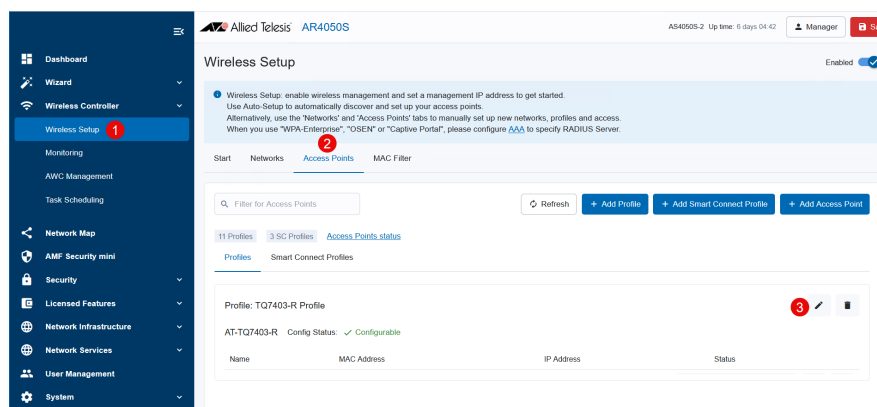 Allied Telesis AR4050S
AS4050S-2 Up time: 6 days 04:42
Manager
Dashboard
Wizard
Wireless Controller
Wireless Setup 1
Monitoring
AWC Management
Task Scheduling
Network Map
AMF Security mini
Security
Licensed Features
Network Infrastructure
Network Services
User Management
System
Wireless Setup
Enabled
Wireless Setup: enable wireless management and set a management IP address to get started.
Use Auto-Setup to automatically discover and set up your access points.
Alternatively, use the 'Networks' and 'Access Points' tabs to manually set up new networks, profiles and access.
When you use "WPA-Enterprise", "OSEN" or "Captive Portal", please configure AAA to specify RADIUS Server.
2
Start Networks Access Points MAC Filter
Filter for Access Points
Refresh + Add Profile + Add Smart Connect Profile + Add Access Point
11 Profiles 3 SC Profiles Access Points status
Profiles Smart Connect Profiles
Profile: TQ7403-R Profile
3
AT-TQ7403-R Config Status: ✓ Configurable
Name MAC Address IP Address Status